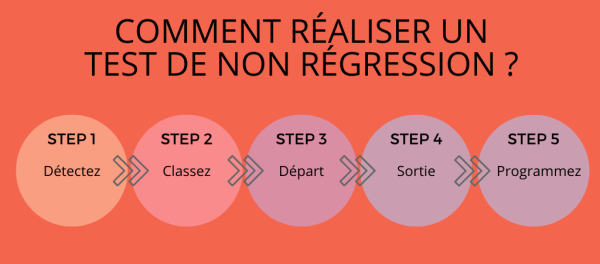 COMMENT RÉALISER UN
TEST DE NON RÉGRESSION ?
STEP 1
Détectez
STEP 2
Classez
STEP 3
Départ
STEP 4
Sortie
STEP 5
Programmez